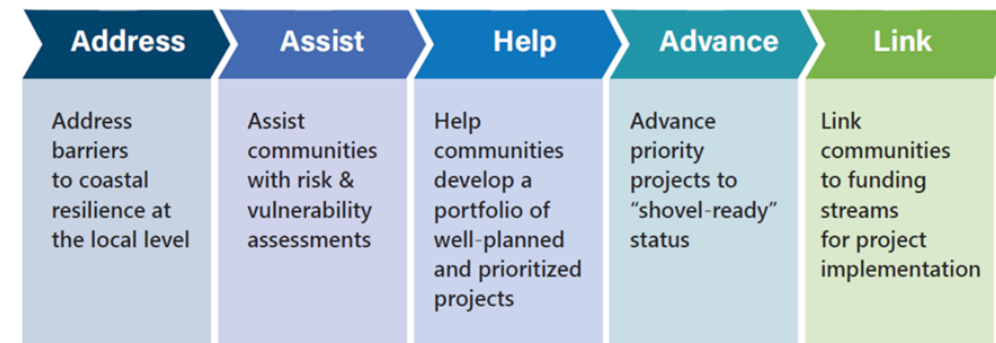 Address
Assist
Help
Advance
Link
Address
barriers
to coastal
resilience at
the local level
Assist
communities
with risk &
vulnerability
assessments
Help
communities
develop a
portfolio of
well-planned
and prioritized
projects
Advance
priority
projects to
“shovel-ready”
status
Link
communities
to funding
streams
for project
implementation